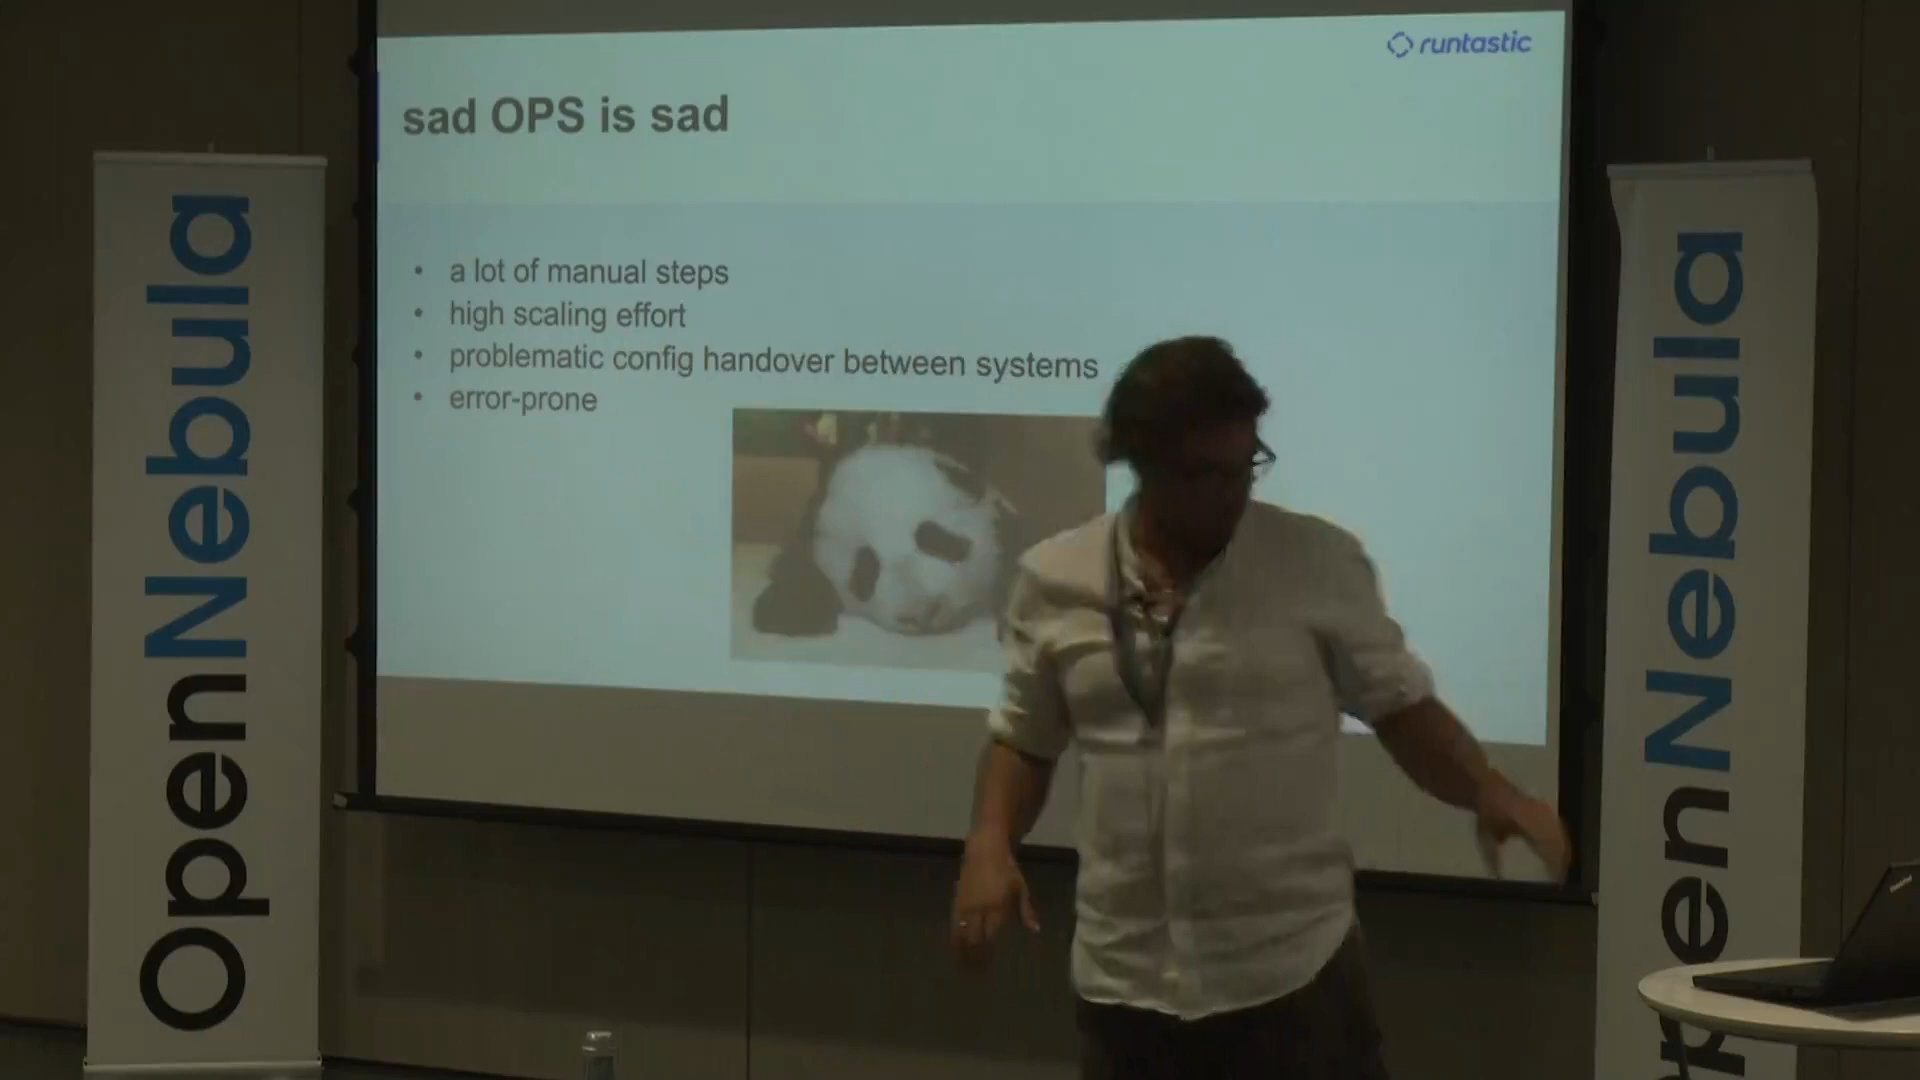 runtastic
sad OPS is sad
• a lot of manual steps
• high scaling effort
• problematic config handover between systems
• error-prone
OpenNebula
penNebula